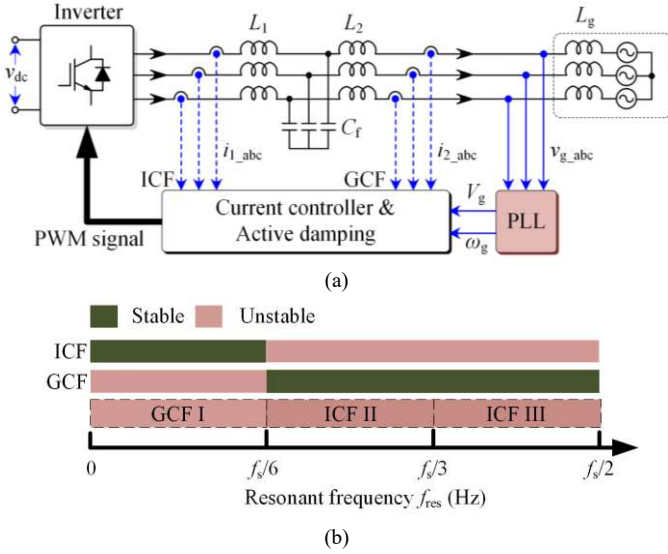 Inverter
L1
L2
Lg
vdc
Cf
i1_abc
i2_abc
vg_abc
ICF
GCF
Vg
Current controller &
Active damping
PLL
ωg
PWM signal
(a)
Stable
Unstable
ICF
GCF
GCF I
ICF II
ICF III
0
fs/6
fs/3
fs/2
Resonant frequency fres (Hz)
(b)